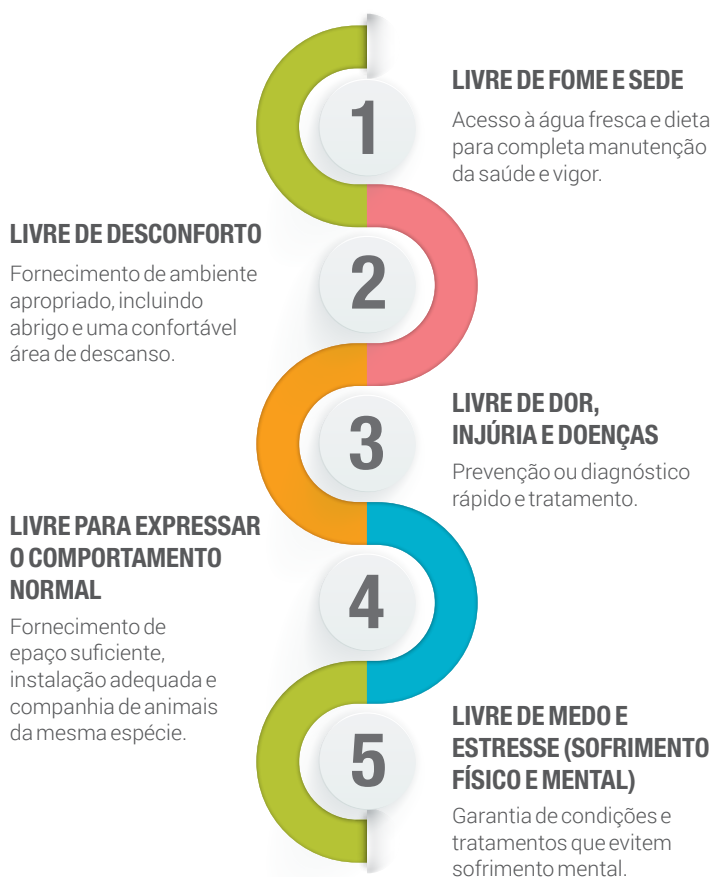 1
LIVRE DE FOME E SEDE
Acesso à água fresca e dieta
para completa manutenção
da saúde e vigor.
LIVRE DE DESCONFORTO
Fornecimento de ambiente
apropriado, incluindo
abrigo e uma confortável
área de descanso.
2
3
LIVRE DE DOR,
INJÚRIA E DOENÇAS
Prevenção ou diagnóstico
rápido e tratamento.
LIVRE PARA EXPRESSAR
O COMPORTAMENTO
NORMAL
Fornecimento de
epaço suficiente,
instalação adequada e
companhia de animais
da mesma espécie.
4
5
LIVRE DE MEDO E
ESTRESSE (SOFRIMENTO
FÍSICO E MENTAL)
Garantia de condições e
tratamentos que evitem
sofrimento mental.